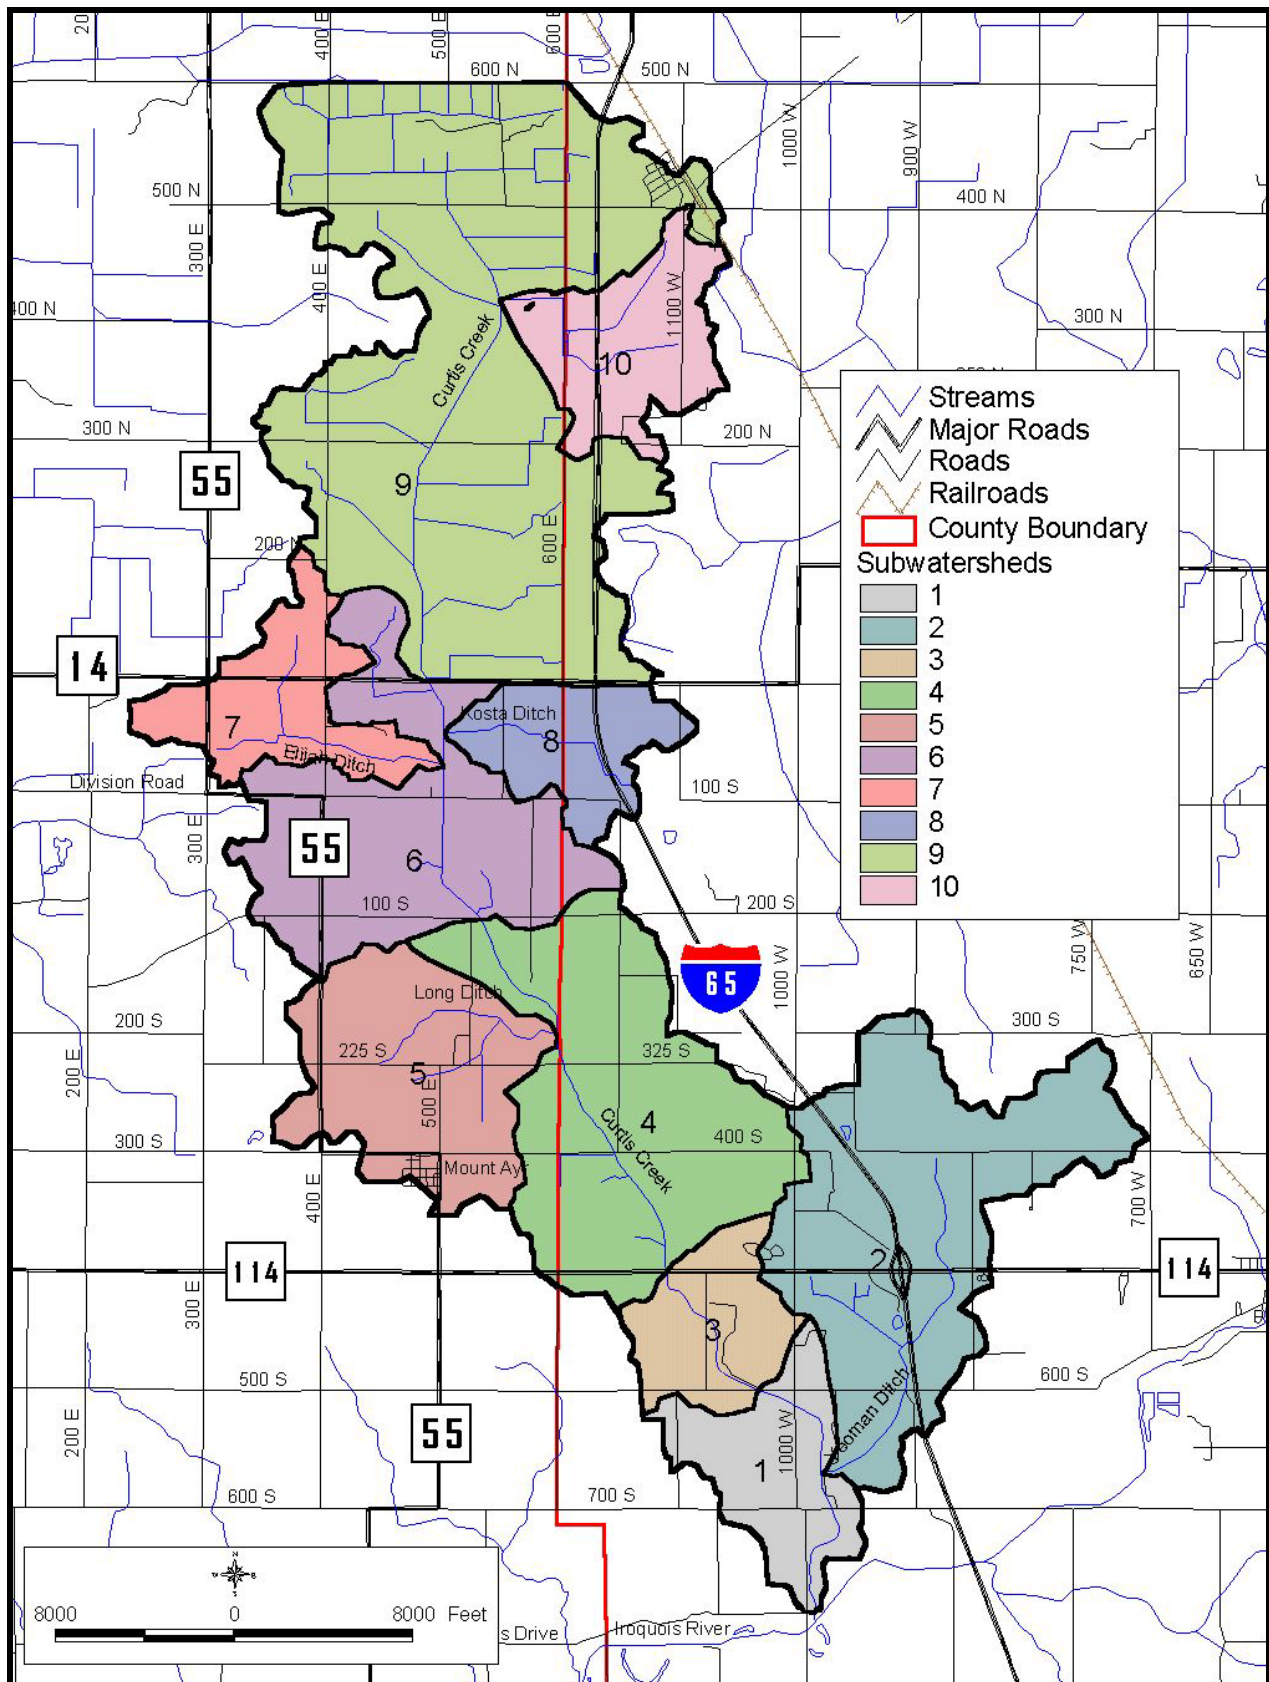 400 E
500 E
600 E
600 N
500 N
1000 W
900 W
500 N
400 N
300 E
400 E
1100 W
400 N
300 N
Curtis Creek
10
Streams
Major Roads
Roads
Railroads
County Boundary
Subwatersheds
1
2
3
4
5
6
7
8
9
10
300 N
200 N
55
9
600 E
200 N
14
7
Kosta Ditch
8
Elijah Ditch
Division Road
100 S
300 E
55
6
100 S
200 S
750 W
650 W
1000 W
65
Long Ditch
200 S
300 S
225 S
325 S
200 E
5
500 E
4
Curtis Creek
400 S
300 S
Mount Ayr
400 E
700 W
114
2
114
300 E
3
500 S
600 S
Yeoman Ditch
200 E
55
1000 W
1
600 S
700 S
N
8000 0 8000 Feet
s Drive
Iroquois River